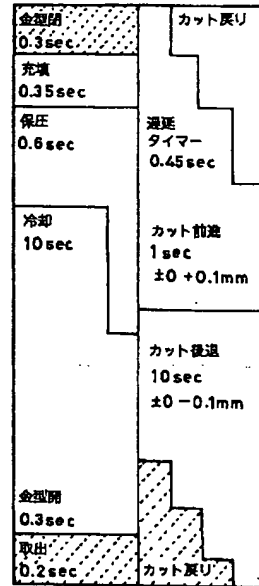 金型閉
0.3sec
充填
0.35sec
保圧
0.6sec
冷却
10sec
金型開
0.3sec
取出
0.2sec
カット戻り
遅延
タイマー
0.45sec
カット前進
1sec
±0 +0.1mm
カット後退
10sec
±0 −0.1mm
カット戻り